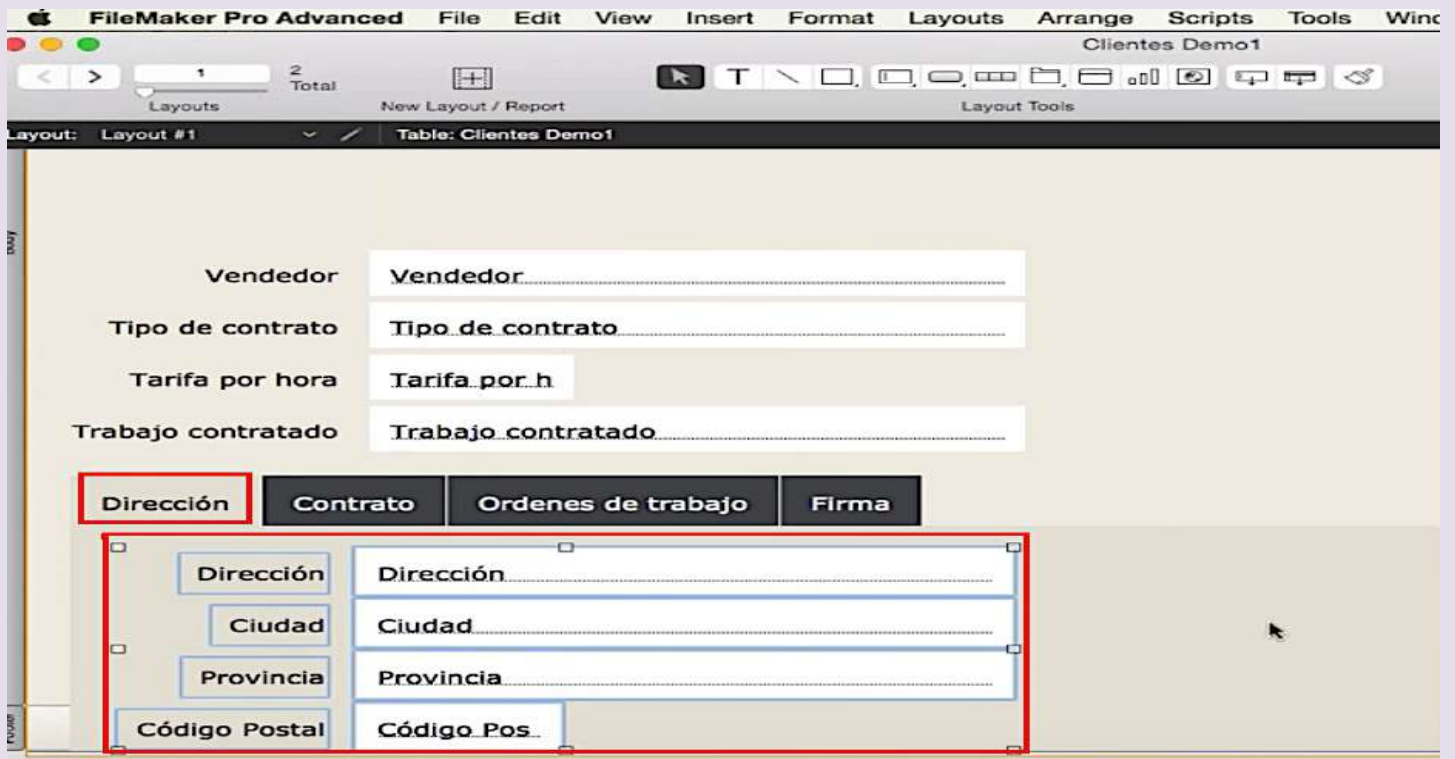 FileMaker Pro Advanced File Edit View Insert Format Layouts Arrange Scripts Tools
Clientes Demo1
1 2
Total
Layouts New Layout / Report Layout Tools
Layout: Layout #1 Table: Clientes Demo1
Body
Vendedor Vendedor
Tipo de contrato Tipo de contrato
Tarifa por hora Tarifa por h
Trabajo contratado Trabajo contratado
Dirección Contrato Ordenes de trabajo Firma
Dirección Dirección
Ciudad Ciudad
Provincia Provincia
Código Postal Código Pos
Footer